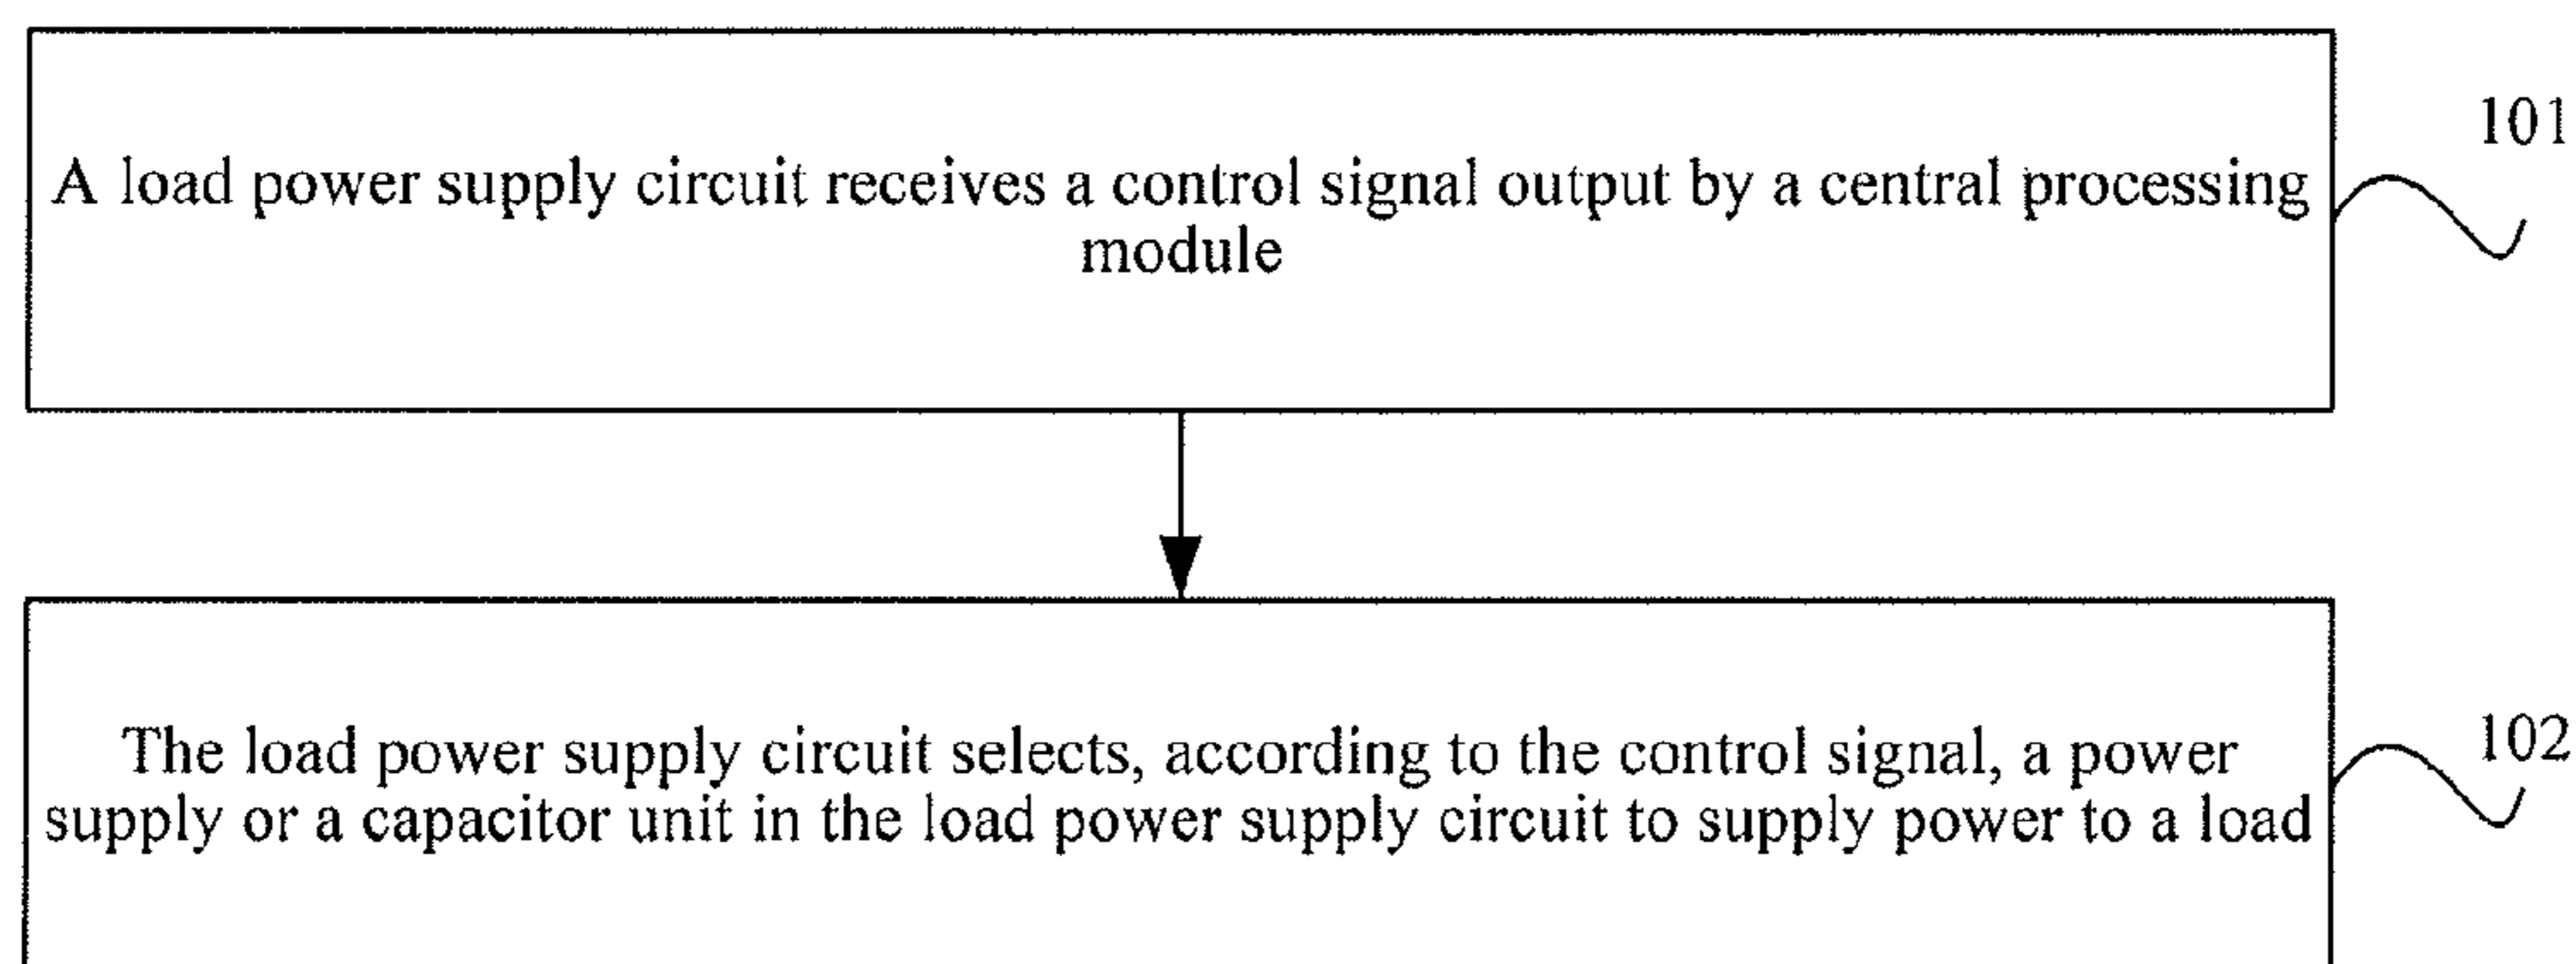 101
A load power supply circuit receives a control signal output by a central processing
module
102
The load power supply circuit selects, according to the control signal, a power
supply or a capacitor unit in the load power supply circuit to supply power to a load